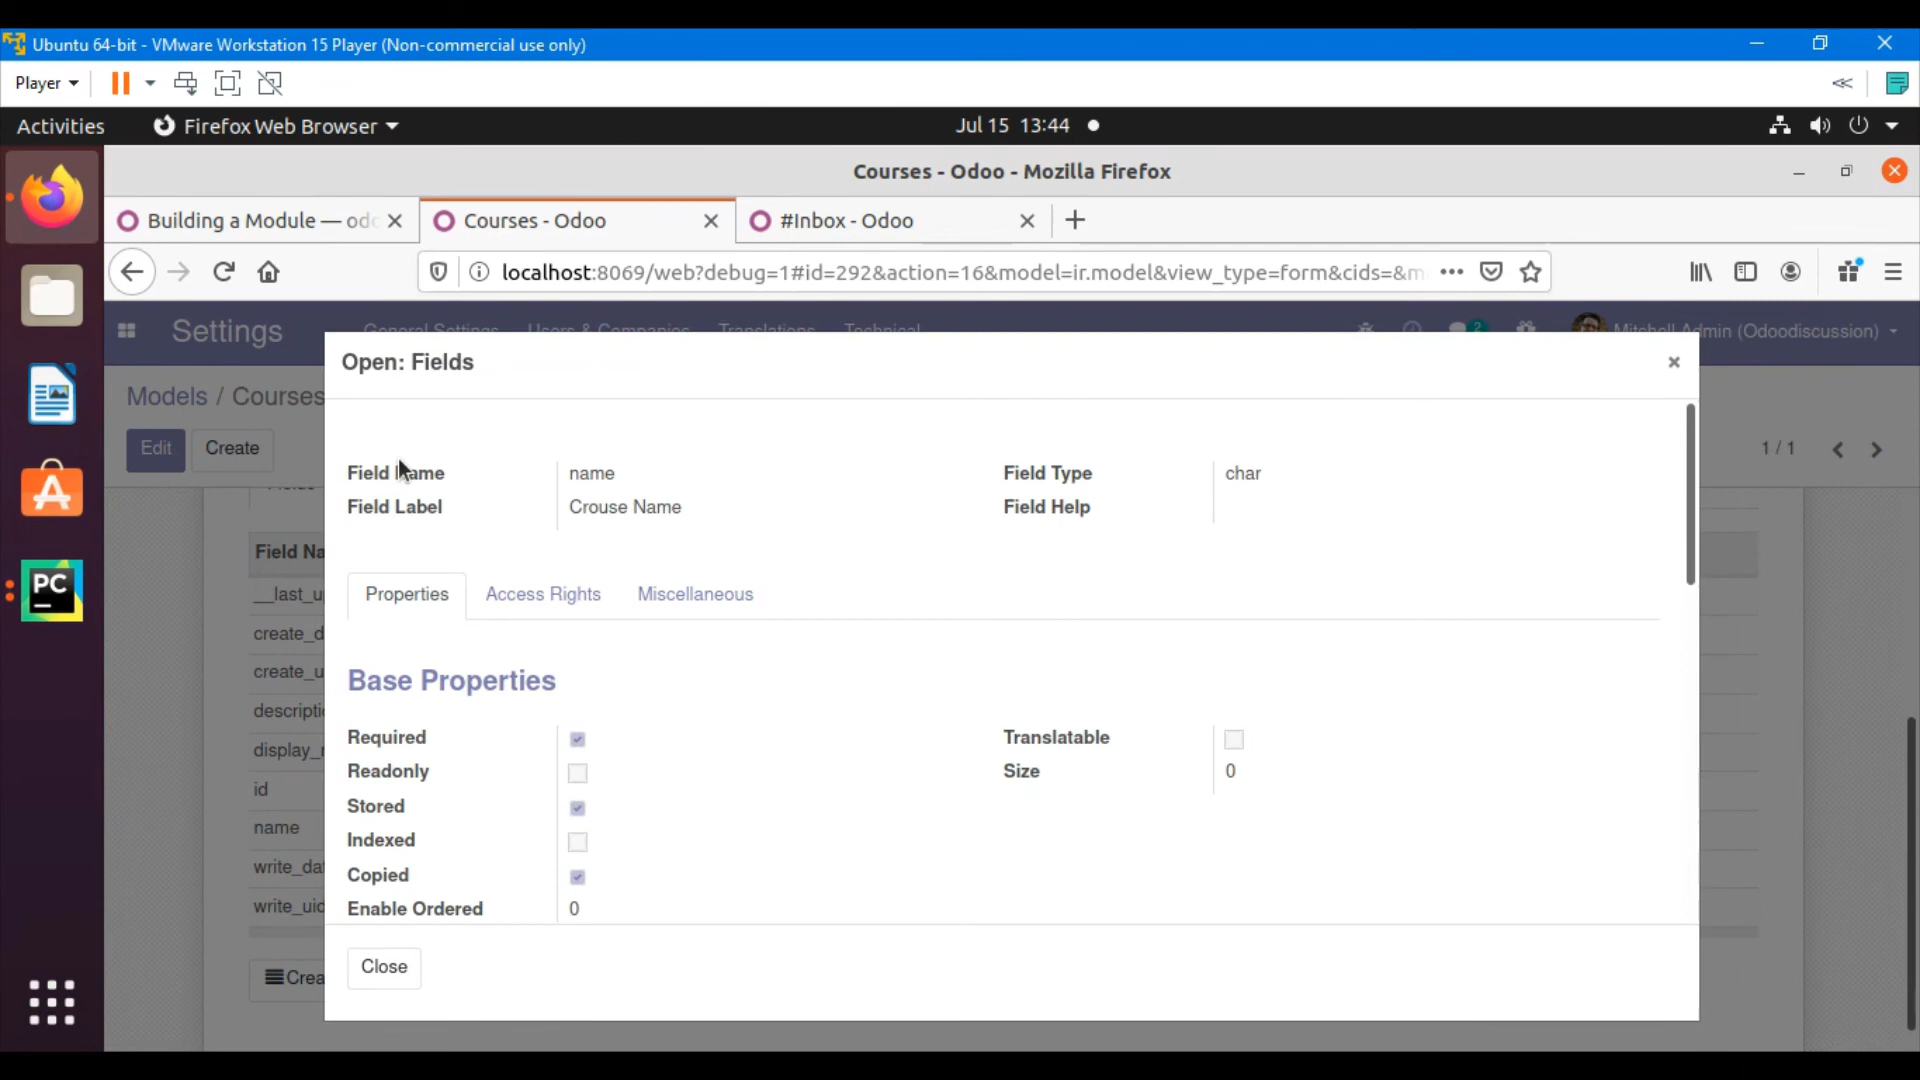 Ubuntu 64-bit - VMware Workstation 15 Player (Non-commercial use only)
Player
Activities
Firefox Web Browser
Jul 15 13:44
Courses - Odoo - Mozilla Firefox
Building a Module — odo
Courses - Odoo
#Inbox - Odoo
localhost:8069/web?debug=1#id=292&action=16&model=ir.model&view_type=form&cids=&m
Settings
General Settings
Users & Companies
Translations
Technical
2
Mitchell Admin (Odoodiscussion)
Open: Fields
Models / Courses
Edit
Create
1 / 1
Field Name
name
Field Type
char
Field Label
Crouse Name
Field Help
Field Na
__last_up
create_d
create_u
descriptio
display_n
id
name
write_dat
write_uid
Crea
Properties
Access Rights
Miscellaneous
Base Properties
Required
Translatable
Readonly
Size
0
Stored
Indexed
Copied
Enable Ordered
0
Close
PC